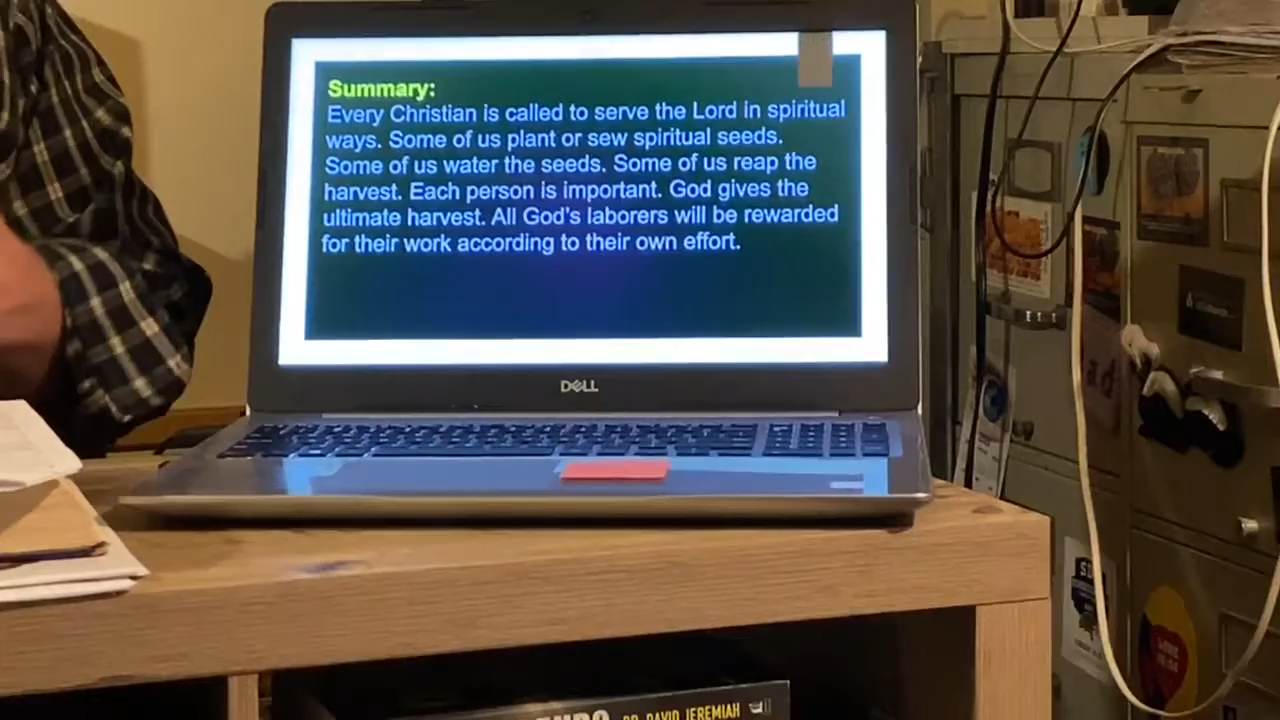 Summary:
Every Christian is called to serve the Lord in spiritual
ways. Some of us plant or sew spiritual seeds.
Some of us water the seeds. Some of us reap the
harvest. Each person is important. God gives the
ultimate harvest. All God's laborers will be rewarded
for their work according to their own effort.
DELL
DR. DAVID JEREMIAH